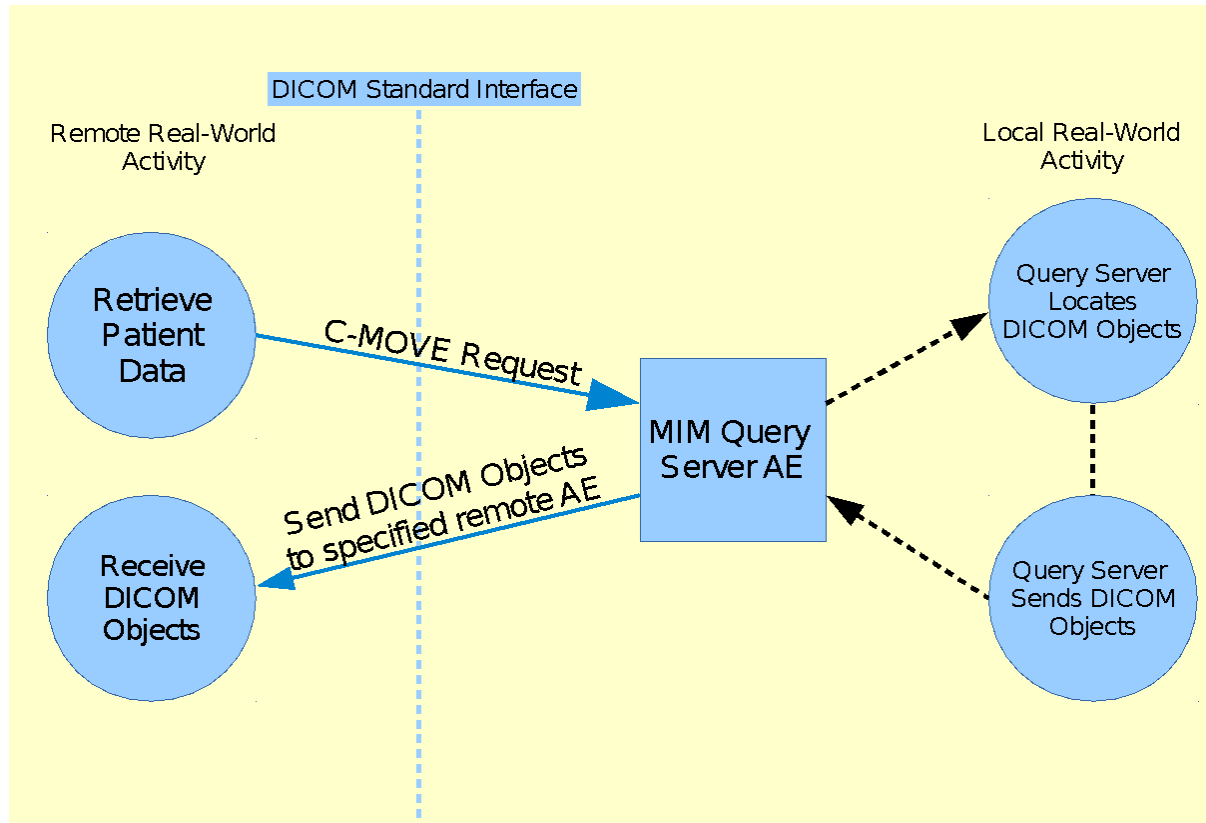 DICOM Standard Interface
Remote Real-World
Activity
Local Real-World
Activity
Retrieve
Patient
Data
C-MOVE Request
Query Server
Locates
DICOM Objects
MIM Query
Server AE
Send DICOM Objects
to specified remote AE
Receive
DICOM
Objects
Query Server
Sends DICOM
Objects